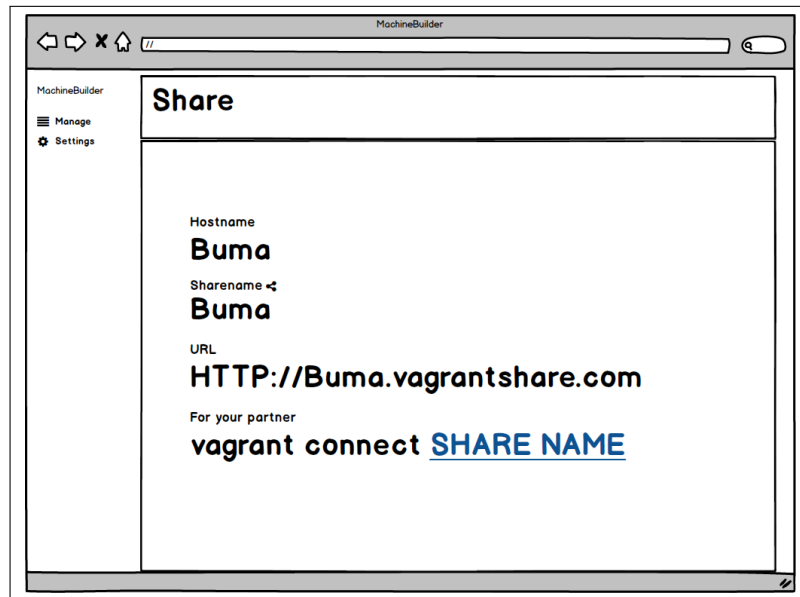 MachineBuilder
//
MachineBuilder
Manage
Settings
Share
Hostname
Buma
Sharename
Buma
URL
HTTP://Buma.vagrantshare.com
For your partner
vagrant connect SHARE NAME